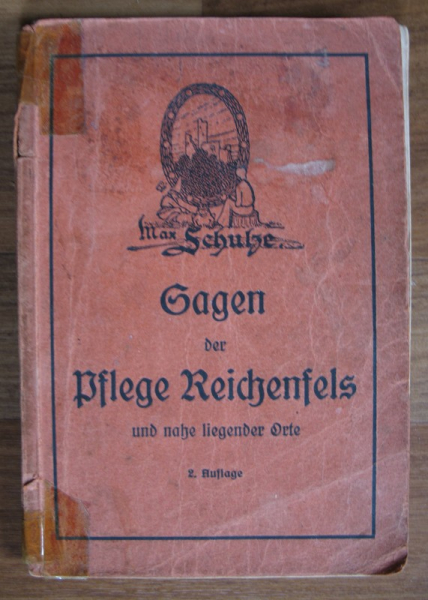 Max Schulze
Sagen
der
Pflege Reichenfels
und nahe liegender Orte
2. Auflage